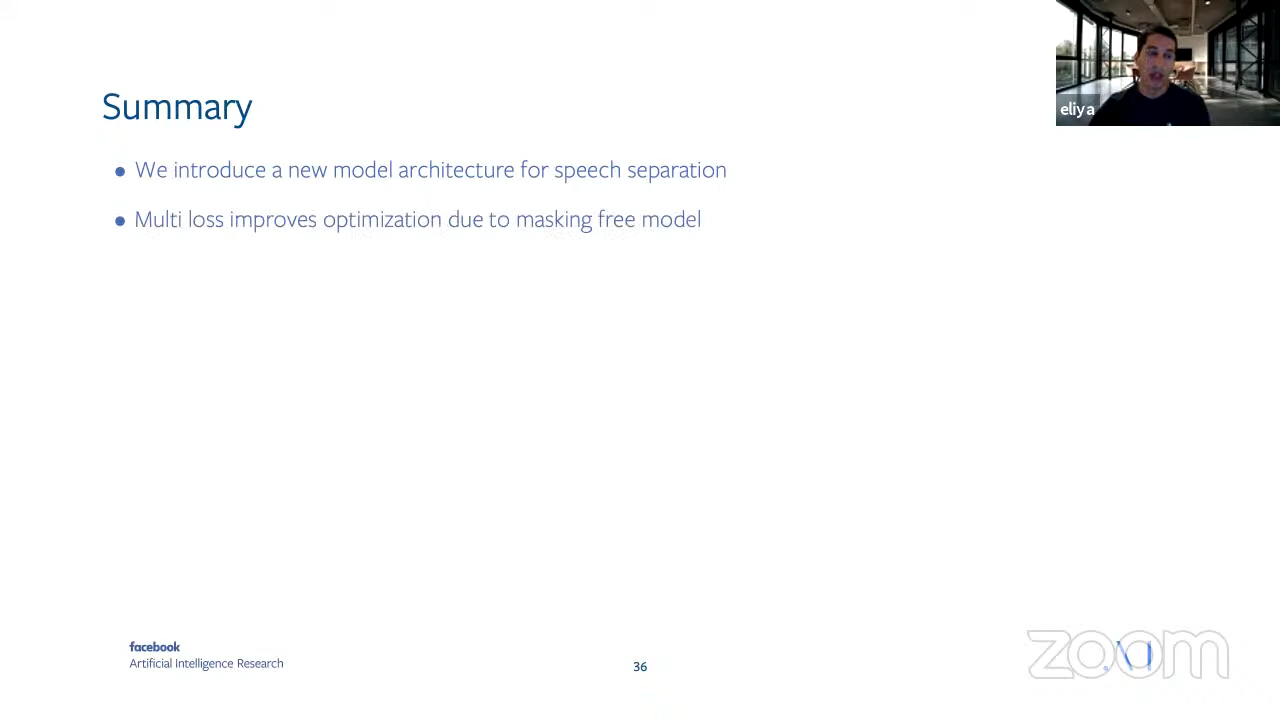 eliya
Summary
We introduce a new model architecture for speech separation
Multi loss improves optimization due to masking free model
facebook
Artificial Intelligence Research
36
zoom
.AI